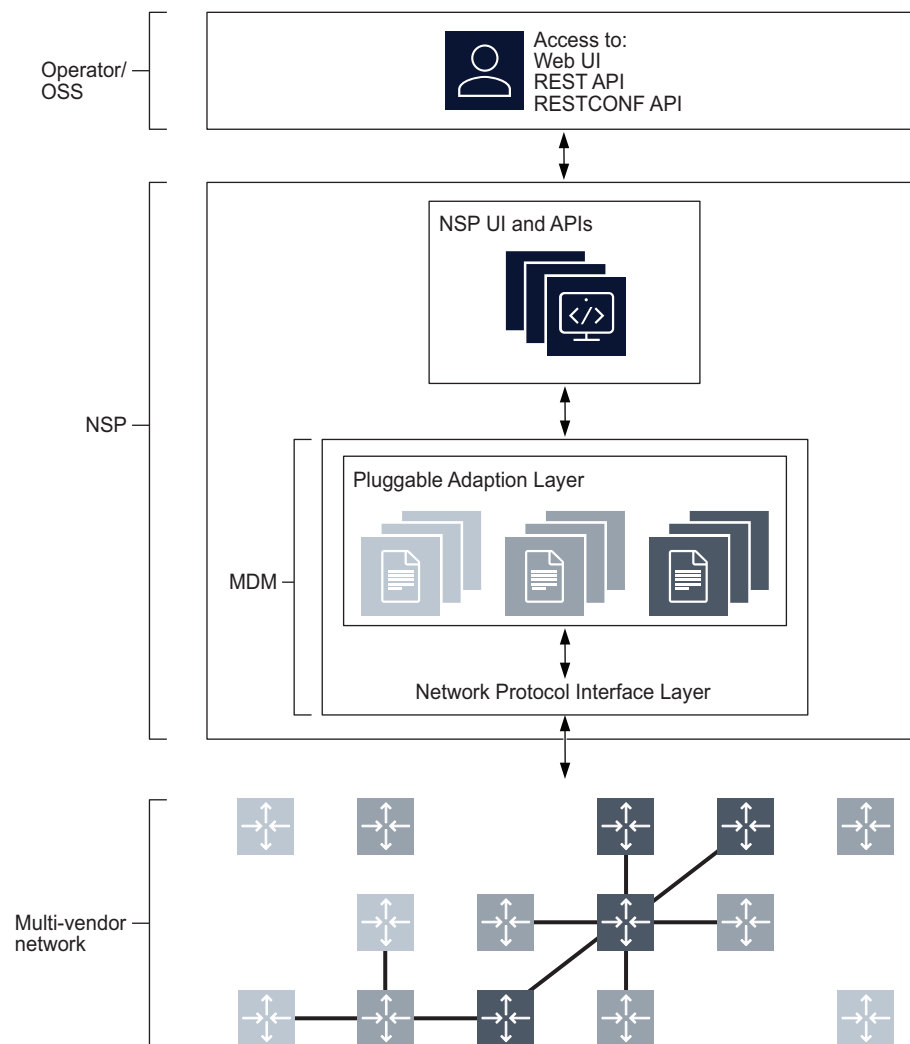 Operator/
OSS
Access to:
Web UI
REST API
RESTCONF API
NSP
NSP UI and APIs
</>
MDM
Pluggable Adaption Layer
Network Protocol Interface Layer
Multi-vendor
network